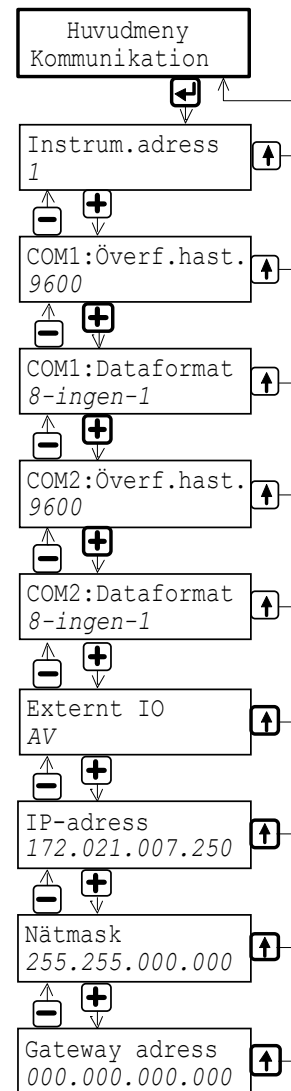 Huvudmeny
Kommunikation
Instrum.adress
1
COM1:Överf.hast.
9600
COM1:Dataformat
8-ingen-1
COM2:Överf.hast.
9600
COM2:Dataformat
8-ingen-1
Externt IO
AV
IP-adress
172.021.007.250
Nätmask
255.255.000.000
Gateway adress
000.000.000.000